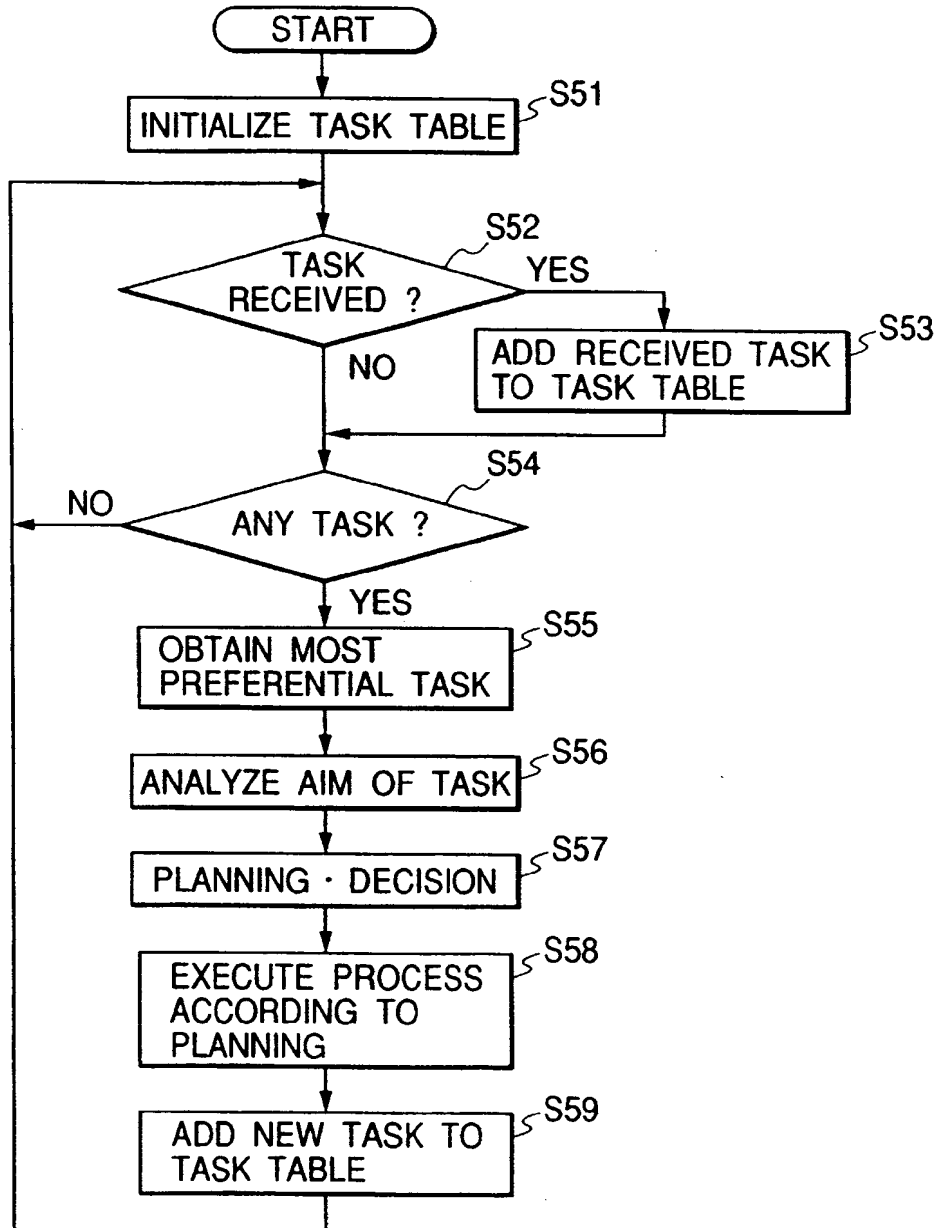 START
S51
INITIALIZE TASK TABLE
S52
TASK
RECEIVED ?
YES
S53
ADD RECEIVED TASK
TO TASK TABLE
NO
S54
NO
ANY TASK ?
YES
S55
OBTAIN MOST
PREFERENTIAL TASK
S56
ANALYZE AIM OF TASK
S57
PLANNING · DECISION
S58
EXECUTE PROCESS
ACCORDING TO
PLANNING
S59
ADD NEW TASK TO
TASK TABLE